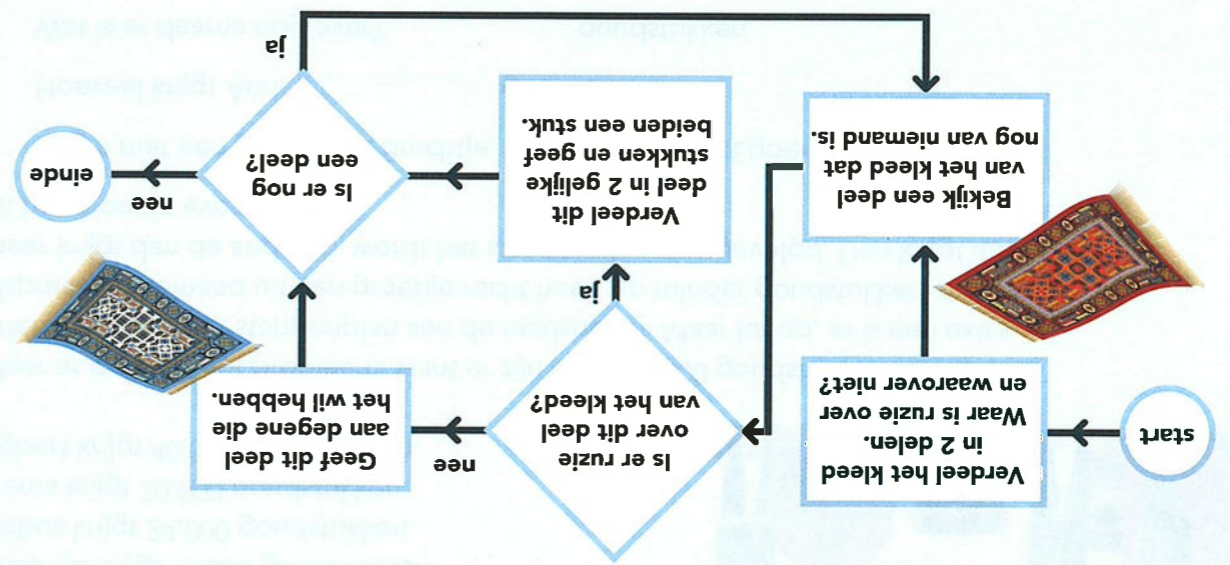 start
Verdeel het kleed
in 2 delen.
Waar is ruzie over
en waarover niet?
Bekijk een deel
van het kleed dat
nog van niemand is.
Is er ruzie
over dit deel
van het kleed?
nee
Geef dit deel
aan degene die
het wil hebben.
ja
Verdeel dit
deel in 2 gelijke
stukken en geef
beiden een stuk.
Is er nog
een deel?
nee
einde
ja